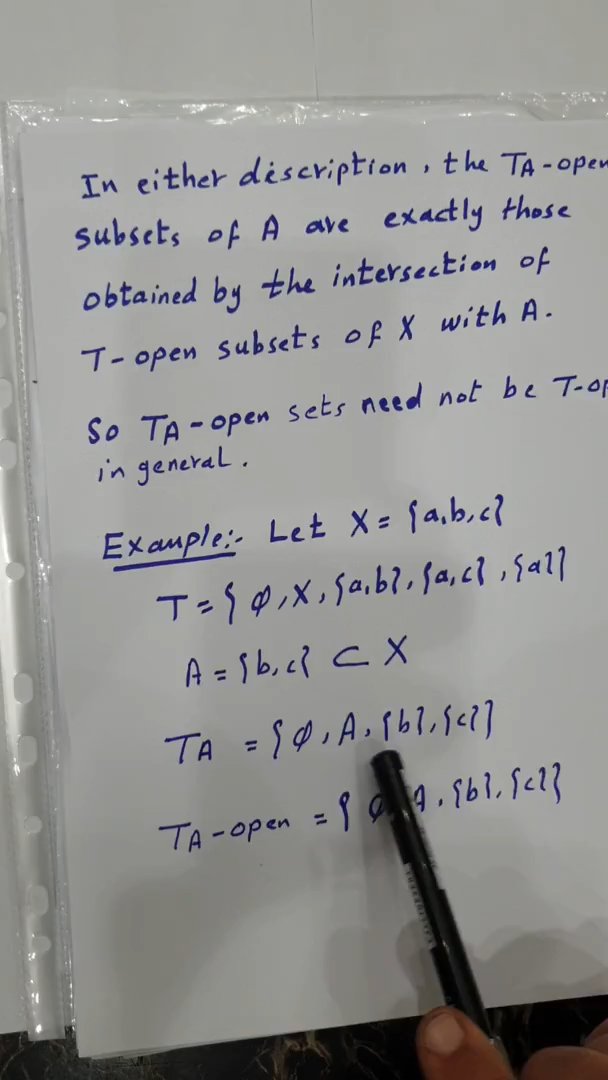 In either description, the TA-open
subsets of A are exactly those
obtained by the intersection of
T-open subsets of X with A.
So TA-open sets need not be T-op
in general.
Example:- Let X = {a,b,c}
T = { φ, X, {a,b}, {a,c}, {a}}
A = {b,c} ⊂ X
TA = {φ, A, {b}, {c}}
TA-open = { φ, A, {b}, {c}}